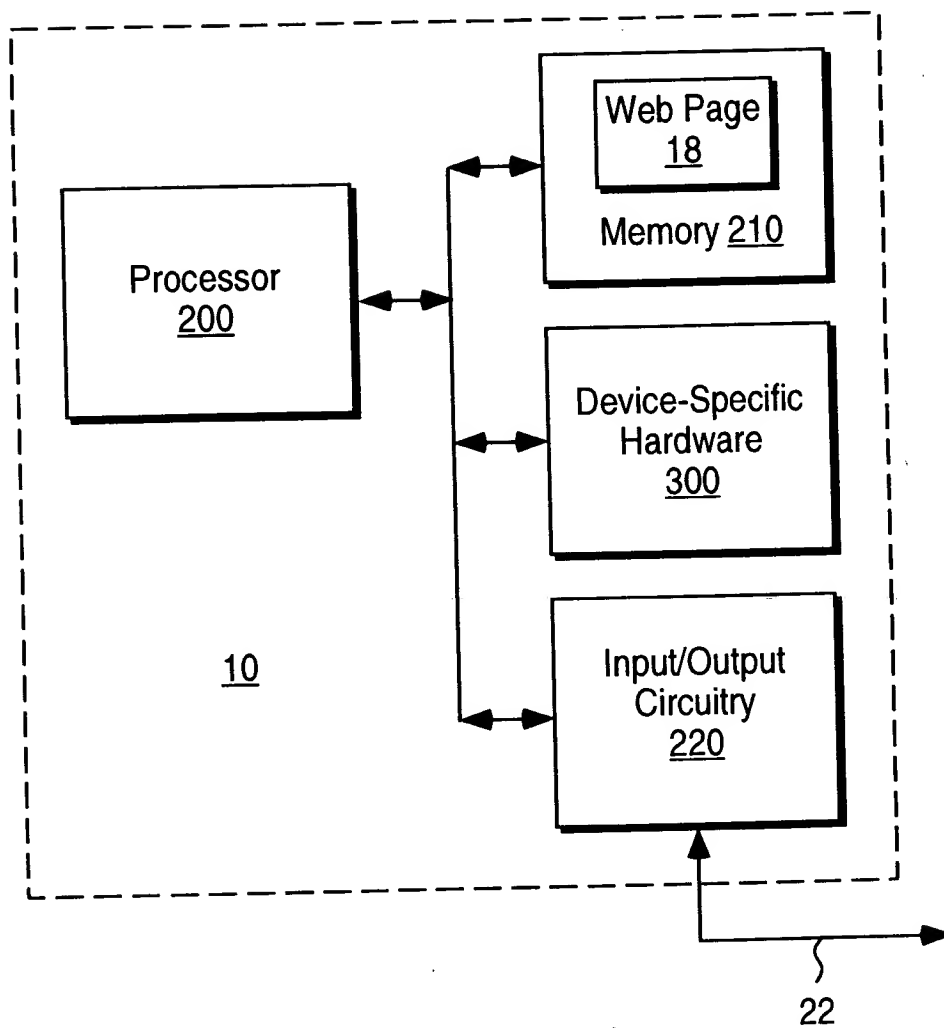 Web Page
18
Memory 210
Processor
200
Device-Specific
Hardware
300
10
Input/Output
Circuitry
220
22